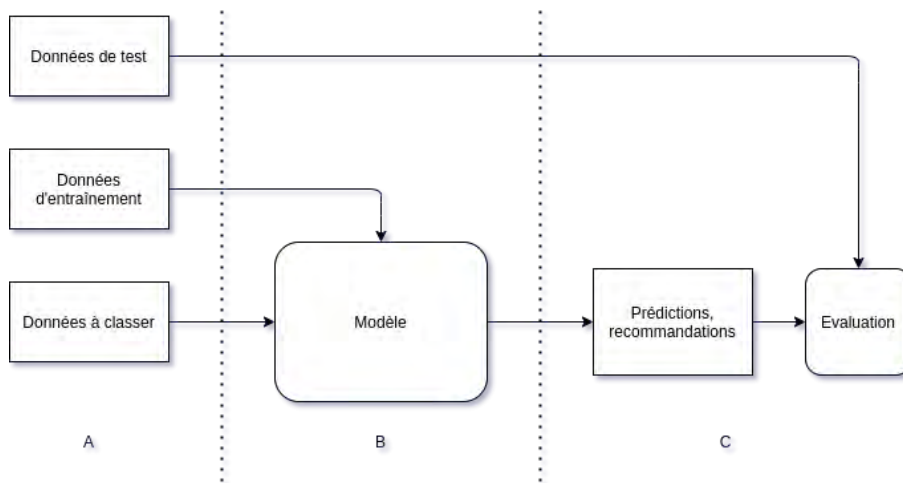 Données de test
Données
d'entraînement
Données à classer
Modèle
Prédictions,
recommandations
Evaluation
A
B
C